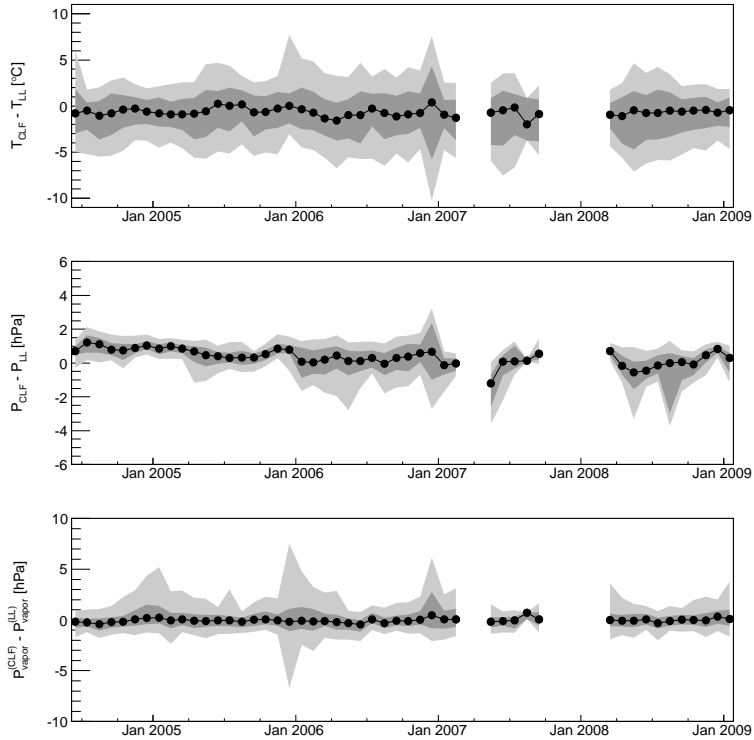 10
5
0
-5
-10
T_CLF - T_LL [°C]
Jan 2005 Jan 2006 Jan 2007 Jan 2008 Jan 2009
6
4
2
0
-2
-4
-6
P_CLF - P_LL [hPa]
Jan 2005 Jan 2006 Jan 2007 Jan 2008 Jan 2009
10
5
0
-5
-10
P_vapor^(CLF) - P_vapor^(LL) [hPa]
Jan 2005 Jan 2006 Jan 2007 Jan 2008 Jan 2009